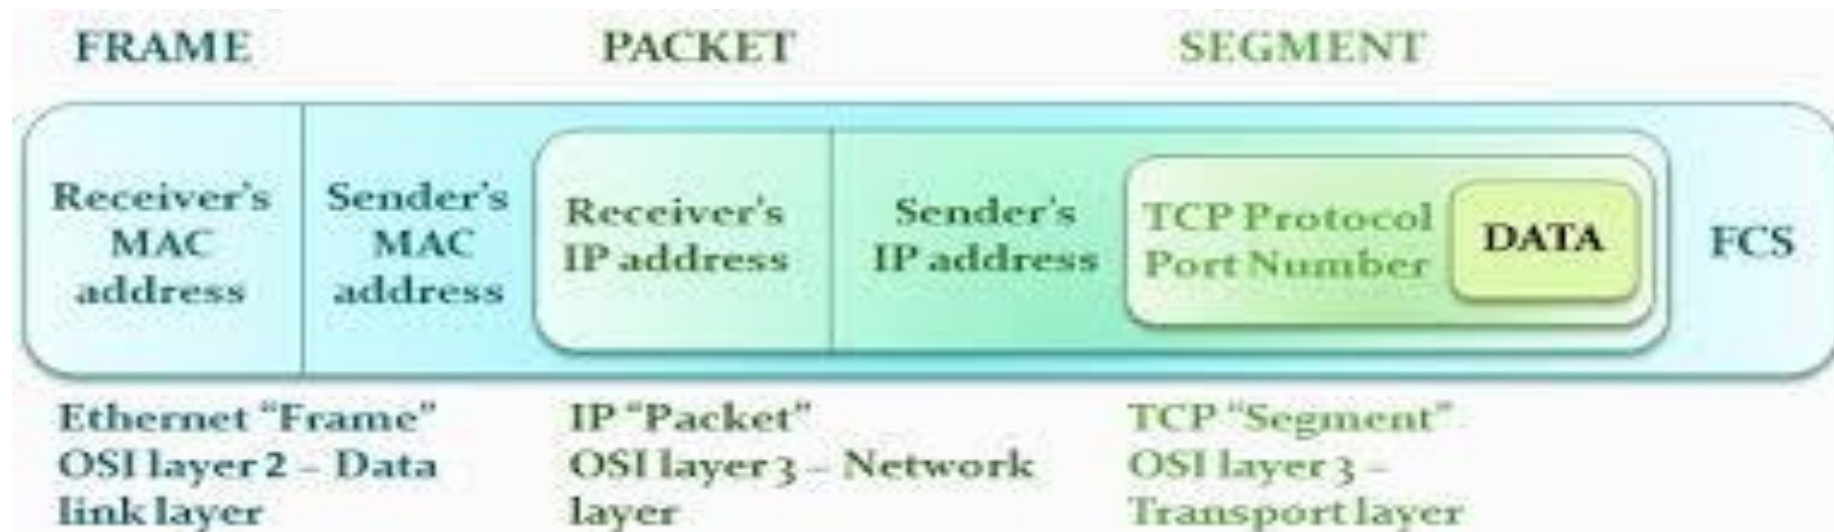 FRAME
PACKET
SEGMENT
Receiver's
MAC
address
Sender's
MAC
address
Receiver's
IP address
Sender's
IP address
TCP Protocol
Port Number
DATA
FCS
Ethernet “Frame”
OSI layer 2 – Data
link layer
IP “Packet”
OSI layer 3 – Network
layer
TCP “Segment”
OSI layer 3 –
Transport layer